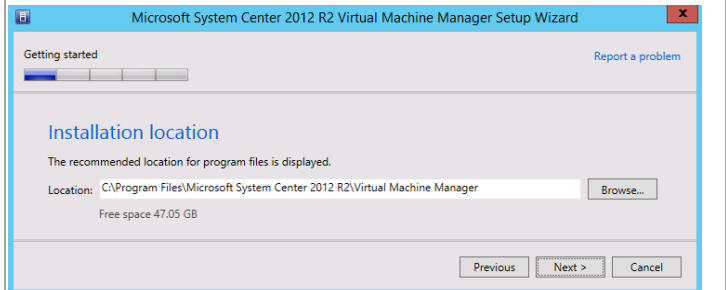 Microsoft System Center 2012 R2 Virtual Machine Manager Setup Wizard
x
Getting started
Report a problem
Installation location
The recommended location for program files is displayed.
Location: C:\Program Files\Microsoft System Center 2012 R2\Virtual Machine Manager Browse...
Free space 47.05 GB
Previous Next > Cancel